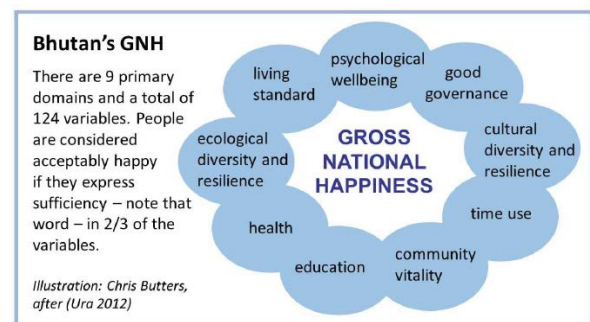 Bhutan's GNH
There are 9 primary
domains and a total of
124 variables. People
are considered
acceptably happy
if they express
sufficiency – note that
word – in 2/3 of the
variables.
Illustration: Chris Butters,
after (Ura 2012)
psychological
wellbeing
good
governance
cultural
diversity and
resilience
time use
community
vitality
education
health
ecological
diversity and
resilience
living
standard
GROSS
NATIONAL
HAPPINESS